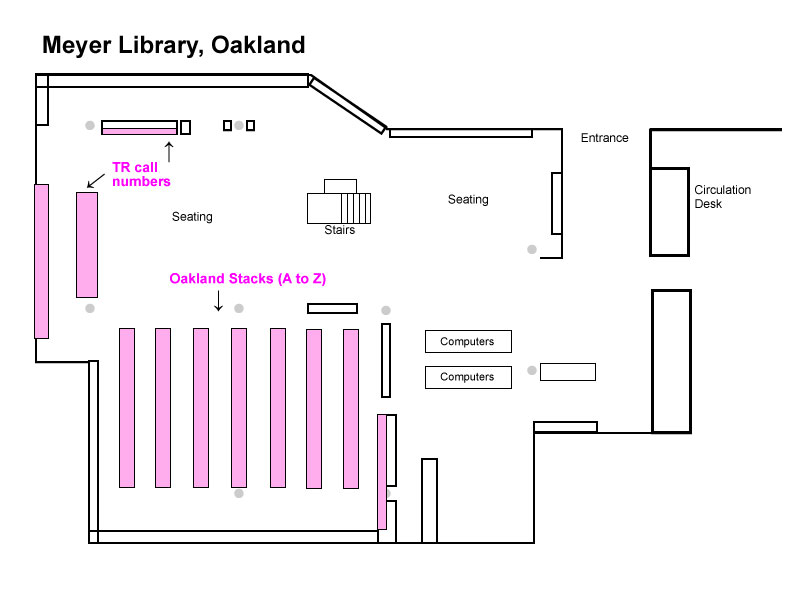 Meyer Library, Oakland
Entrance
TR call
numbers
Circulation
Desk
Seating
Seating
Stairs
Oakland Stacks (A to Z)
Computers
Computers